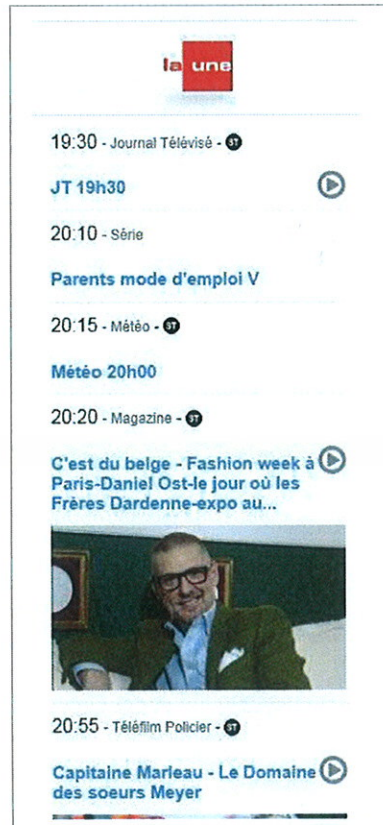 la une
19:30 - Journal Télévisé - ST
JT 19h30
20:10 - Série
Parents mode d'emploi V
20:15 - Météo - ST
Météo 20h00
20:20 - Magazine - ST
C'est du belge - Fashion week à
Paris-Daniel Ost-le jour où les
Frères Dardenne-expo au...
20:55 - Téléfilm Policier - ST
Capitaine Marleau - Le Domaine
des soeurs Meyer